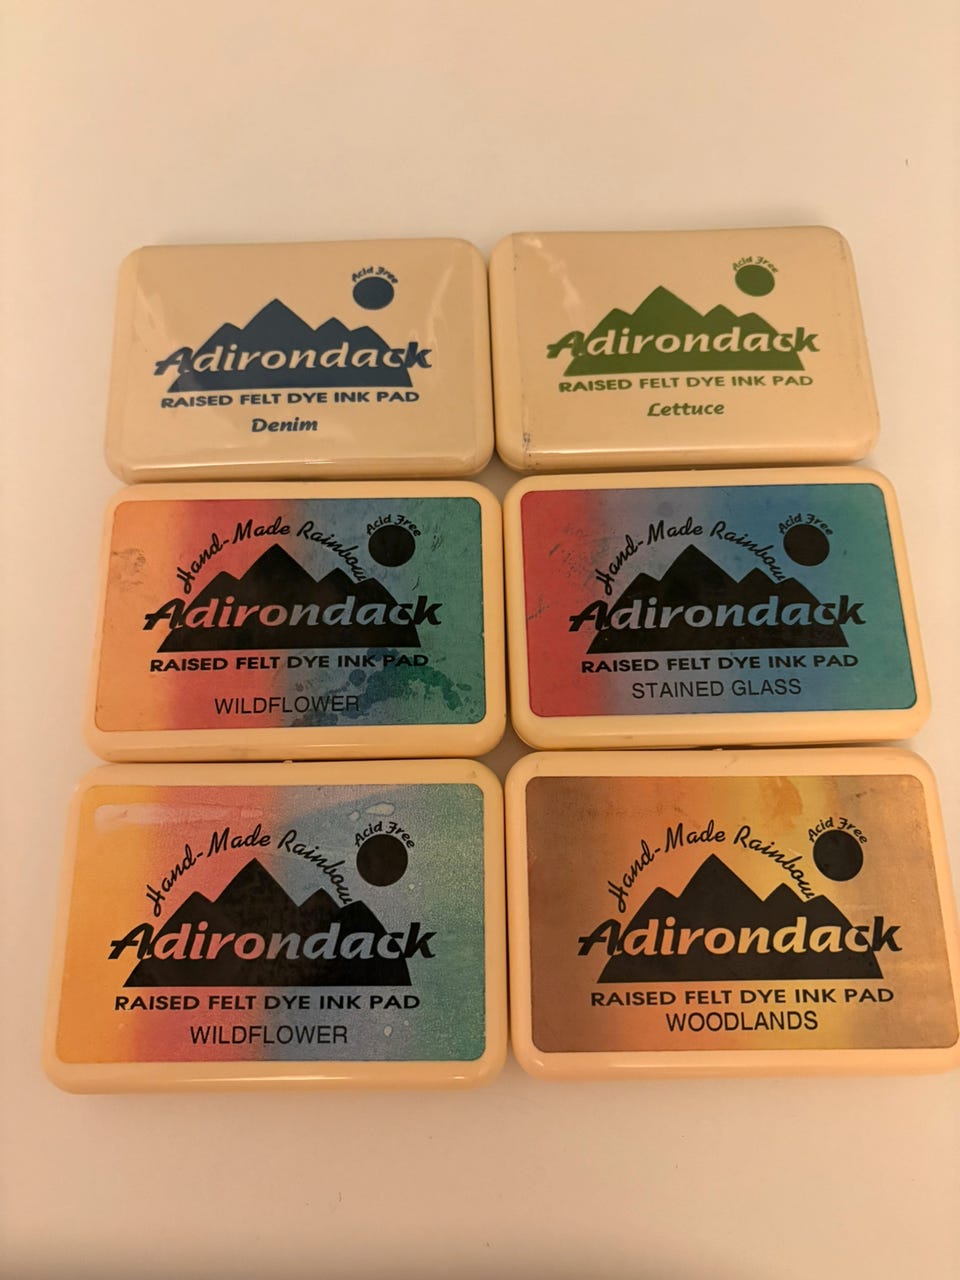 Acid Free
Adirondack
RAISED FELT DYE INK PAD
Denim
Acid Free
Adirondack
RAISED FELT DYE INK PAD
Lettuce
Hand-Made Rainbow
Acid Free
Adirondack
RAISED FELT DYE INK PAD
WILDFLOWER
Hand-Made Rainbow
Acid Free
Adirondack
RAISED FELT DYE INK PAD
STAINED GLASS
Hand-Made Rainbow
Acid Free
Adirondack
RAISED FELT DYE INK PAD
WILDFLOWER
Hand-Made Rainbow
Acid Free
Adirondack
RAISED FELT DYE INK PAD
WOODLANDS